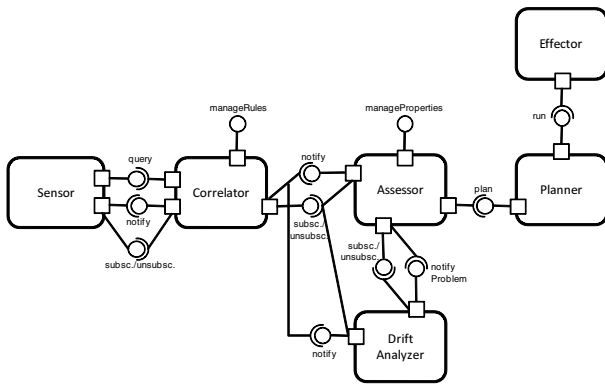 Effector
run
manageRules
manageProperties
query
notify
Sensor
Correlator
Assessor
plan
Planner
notify
subsc./unsubsc.
subsc./
unsubsc.
subsc./
unsubsc.
notify
Problem
notify
Drift
Analyzer